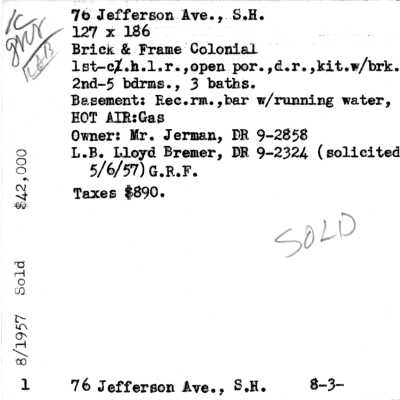 76 Jefferson Ave., S.H.
127 x 186
Brick & Frame Colonial
1st-c/.h.l.r.,open por.,d.r.,kit.w/brk.
2nd-5 bdrms., 3 baths.
Basement: Rec.rm.,bar w/running water,
HOT AIR:Gas
Owner: Mr. Jerman, DR 9-2858
L.B. Lloyd Bremer, DR 9-2324 (solicited
5/6/57)G.R.F.
Taxes $890.
SOLD
8/1957 Sold $42,000
1 76 Jefferson Ave., S.H. 8-3-